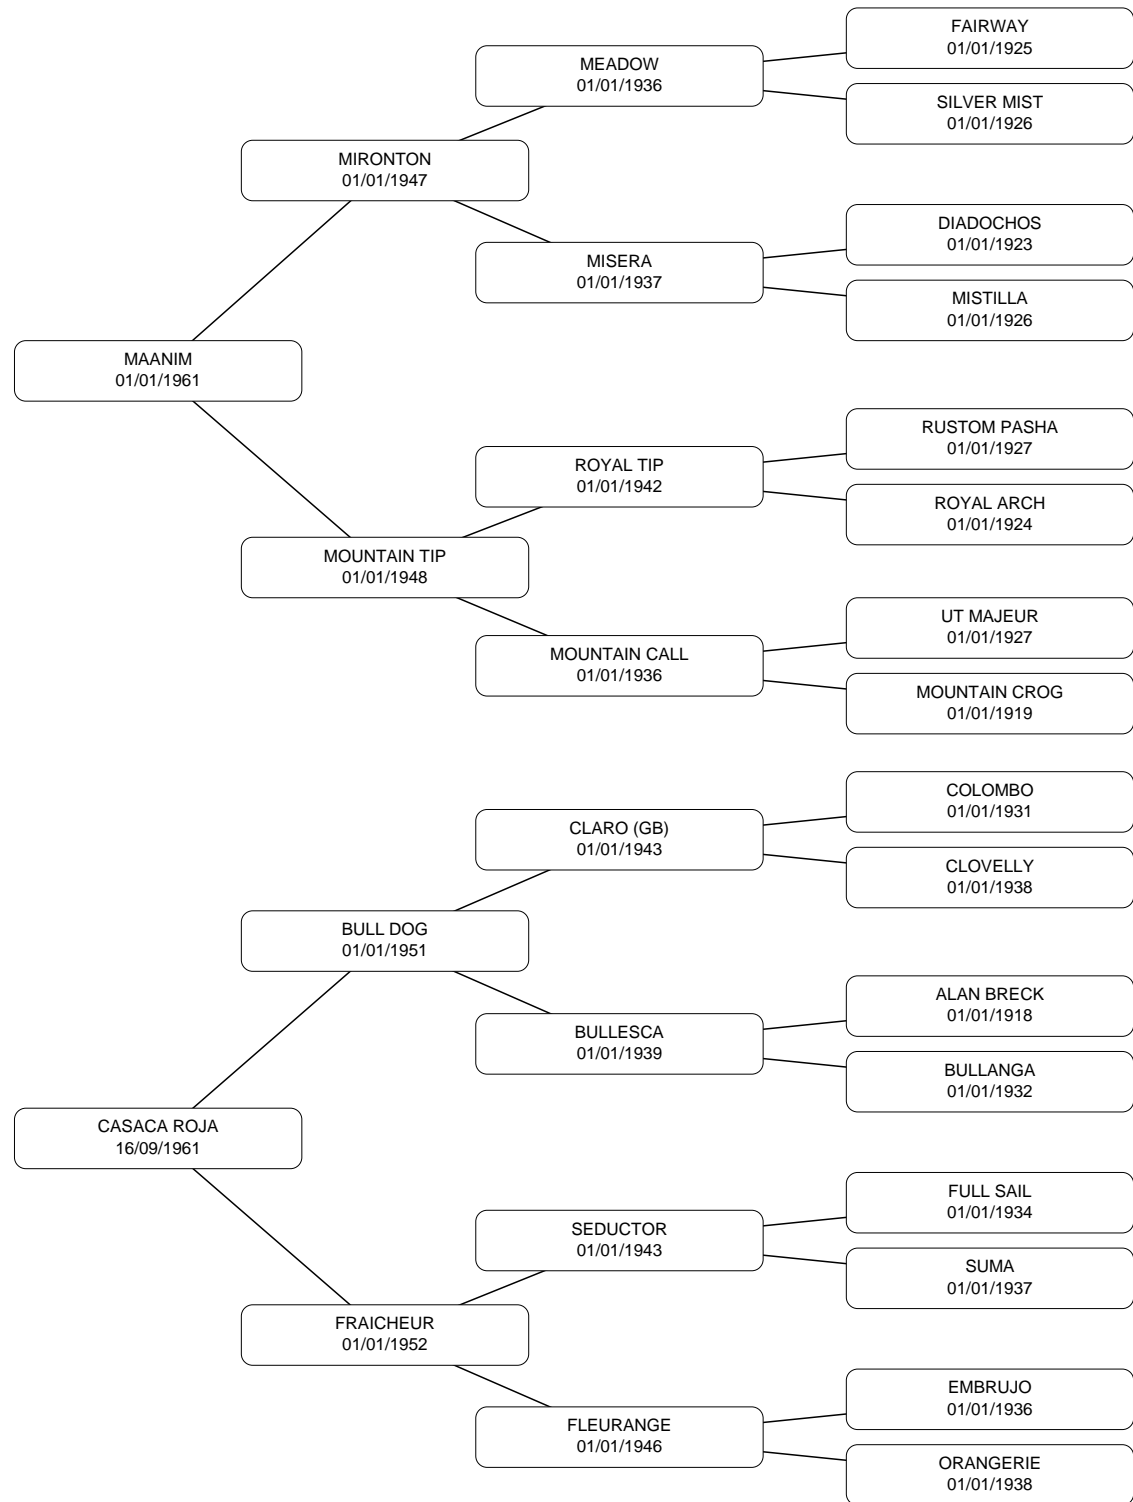 FAIRWAY
01/01/1925
MEADOW
01/01/1936
SILVER MIST
01/01/1926
MIRONTON
01/01/1947
DIADOCHOS
01/01/1923
MISERA
01/01/1937
MISTILLA
01/01/1926
MAANIM
01/01/1961
RUSTOM PASHA
01/01/1927
ROYAL TIP
01/01/1942
ROYAL ARCH
01/01/1924
MOUNTAIN TIP
01/01/1948
UT MAJEUR
01/01/1927
MOUNTAIN CALL
01/01/1936
MOUNTAIN CROG
01/01/1919
COLOMBO
01/01/1931
CLARO (GB)
01/01/1943
CLOVELLY
01/01/1938
BULL DOG
01/01/1951
ALAN BRECK
01/01/1918
BULLESCA
01/01/1939
BULLANGA
01/01/1932
CASACA ROJA
16/09/1961
FULL SAIL
01/01/1934
SEDUCTOR
01/01/1943
SUMA
01/01/1937
FRAICHEUR
01/01/1952
EMBRUJO
01/01/1936
FLEURANGE
01/01/1946
ORANGERIE
01/01/1938